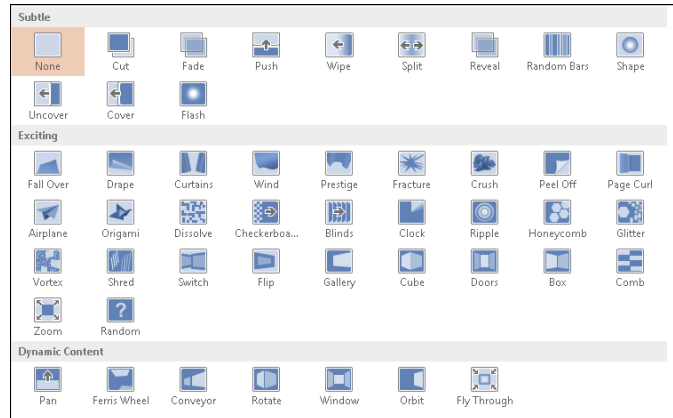 Subtle
None Cut Fade Push Wipe Split Reveal Random Bars Shape
Uncover Cover Flash
Exciting
Fall Over Drape Curtains Wind Prestige Fracture Crush Peel Off Page Curl
Airplane Origami Dissolve Checkerboa... Blinds Clock Ripple Honeycomb Glitter
Vortex Shred Switch Flip Gallery Cube Doors Box Comb
?
Zoom Random
Dynamic Content
Pan Ferris Wheel Conveyor Rotate Window Orbit Fly Through